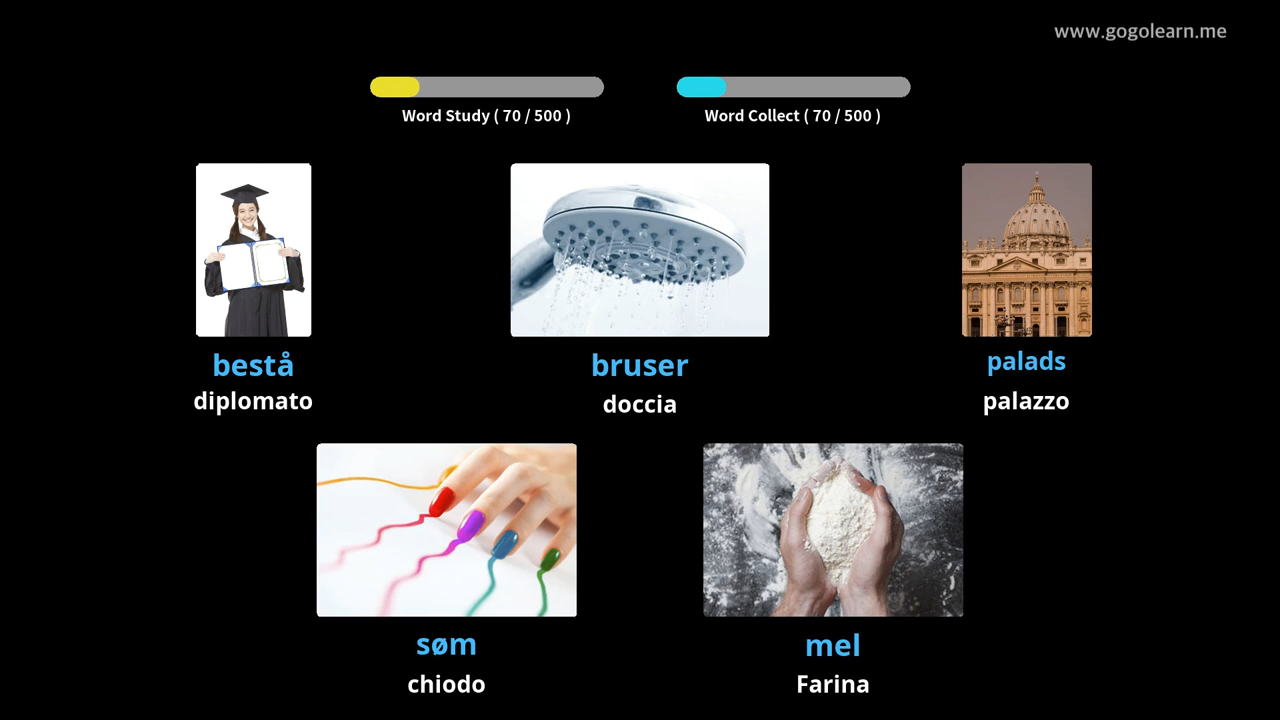 www.gogolearn.me
Word Study ( 70 / 500 )
Word Collect ( 70 / 500 )
bestå
diplomato
bruser
doccia
palads
palazzo
søm
chiodo
mel
Farina